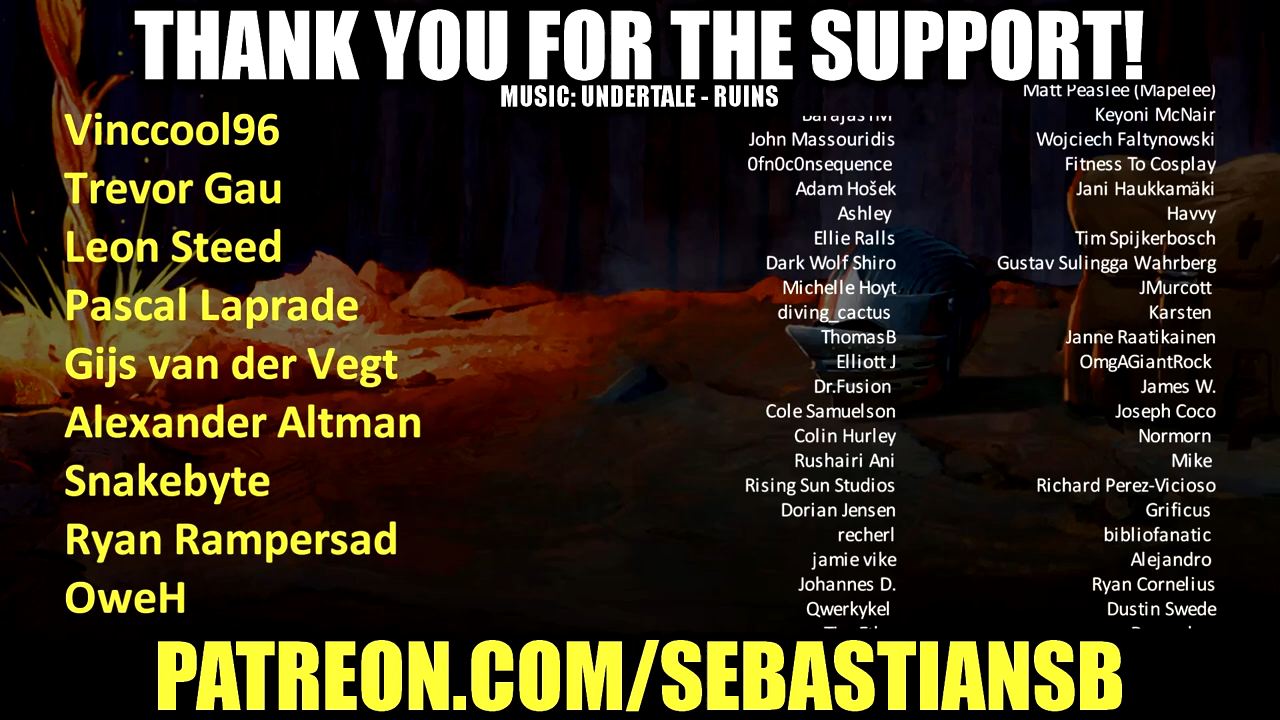 THANK YOU FOR THE SUPPORT!
MUSIC: UNDERTALE - RUINS
Vinccool96
Trevor Gau
Leon Steed
Pascal Laprade
Gijs van der Vegt
Alexander Altman
Snakebyte
Ryan Rampersad
OweH
John Massouridis
0fn0c0nsequence
Adam Hošek
Ashley
Ellie Ralls
Dark Wolf Shiro
Michelle Hoyt
diving_cactus
ThomasB
Elliott J
Dr.Fusion
Cole Samuelson
Colin Hurley
Rushairi Ani
Rising Sun Studios
Dorian Jensen
recherl
jamie vike
Johannes D.
Qwerkykel
Matt Peaslee (Mapelee)
Keyoni McNair
Wojciech Faltynowski
Fitness To Cosplay
Jani Haukkamäki
Havvy
Tim Spijkerbosch
Gustav Sulingga Wahrberg
JMurcott
Karsten
Janne Raatikainen
OmgAGiantRock
James W.
Joseph Coco
Normorn
Mike
Richard Perez-Vicioso
Grificus
bibliofanatic
Alejandro
Ryan Cornelius
Dustin Swede
PATREON.COM/SEBASTIANSB